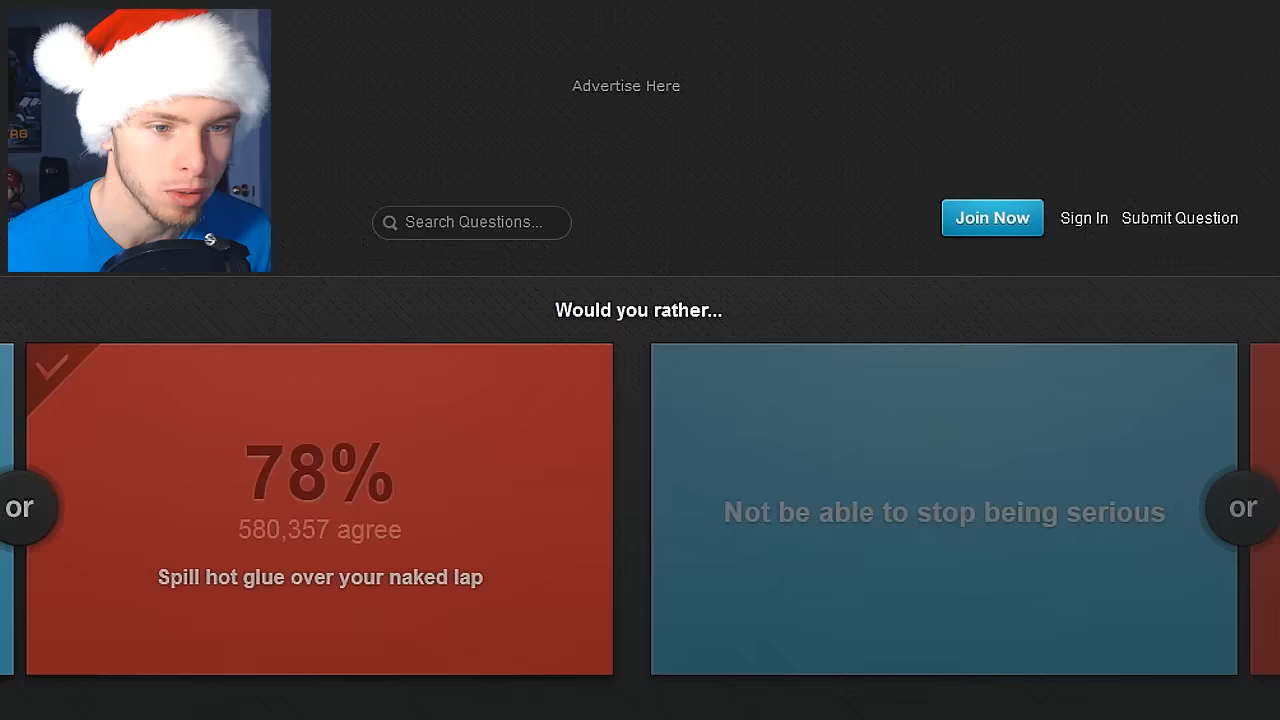 Advertise Here
Search Questions...
Join Now
Sign In
Submit Question
Would you rather...
or
78%
580,357 agree
Spill hot glue over your naked lap
Not be able to stop being serious
or